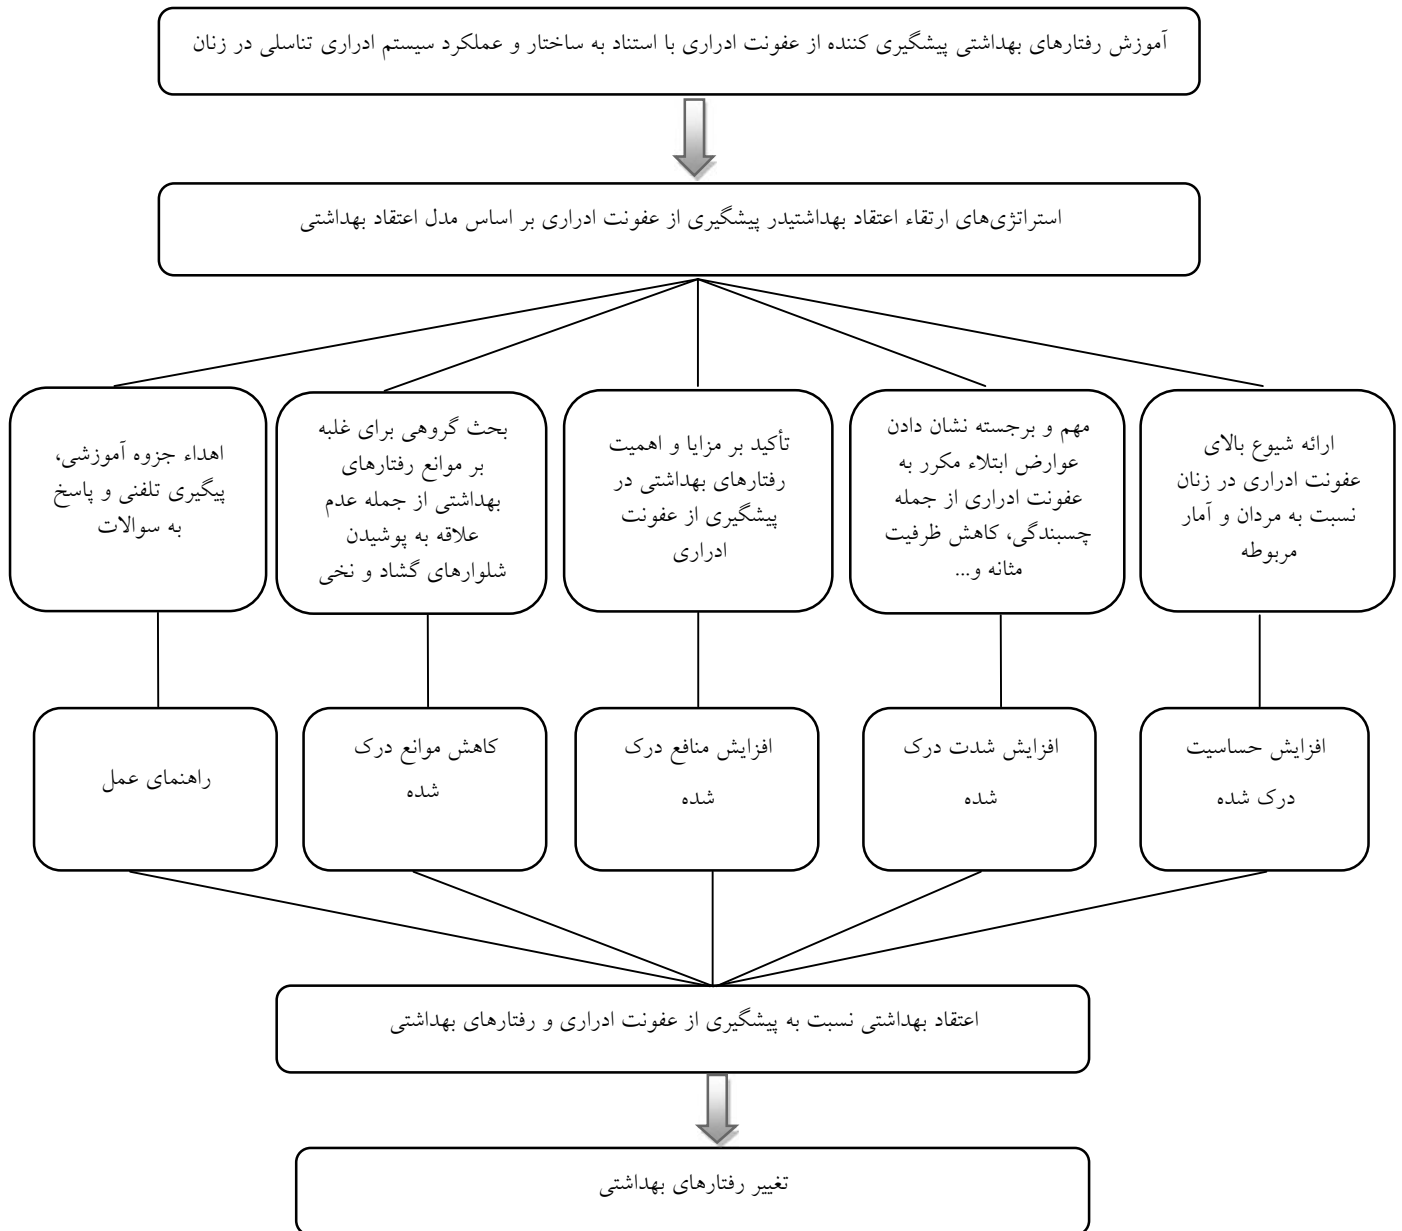 آموزش رفتارهای بهداشتی پیشگیری کننده از عفونت ادراری با استناد به ساختار و عملکرد سیستم ادراری تناسلی در زنان
استراتژی‌های ارتقاء اعتقاد بهداشتیدر پیشگیری از عفونت ادراری بر اساس مدل اعتقاد بهداشتی
ارائه شیوع بالای
عفونت ادراری در زنان
نسبت به مردان و آمار
مربوطه
مهم و برجسته نشان دادن
عوارض ابتلاء مکرر به
عفونت ادراری از جمله
چسبندگی، کاهش ظرفیت
مثانه و...
تأکید بر مزایا و اهمیت
رفتارهای بهداشتی در
پیشگیری از عفونت
ادراری
بحث گروهی برای غلبه
بر موانع رفتارهای
بهداشتی از جمله عدم
علاقه به پوشیدن
شلوارهای گشاد و نخی
اهداء جزوه آموزشی،
پیگیری تلفنی و پاسخ
به سوالات
افزایش حساسیت
درک شده
افزایش شدت درک
شده
افزایش منافع درک
شده
کاهش موانع درک
شده
راهنمای عمل
اعتقاد بهداشتی نسبت به پیشگیری از عفونت ادراری و رفتارهای بهداشتی
تغییر رفتارهای بهداشتی